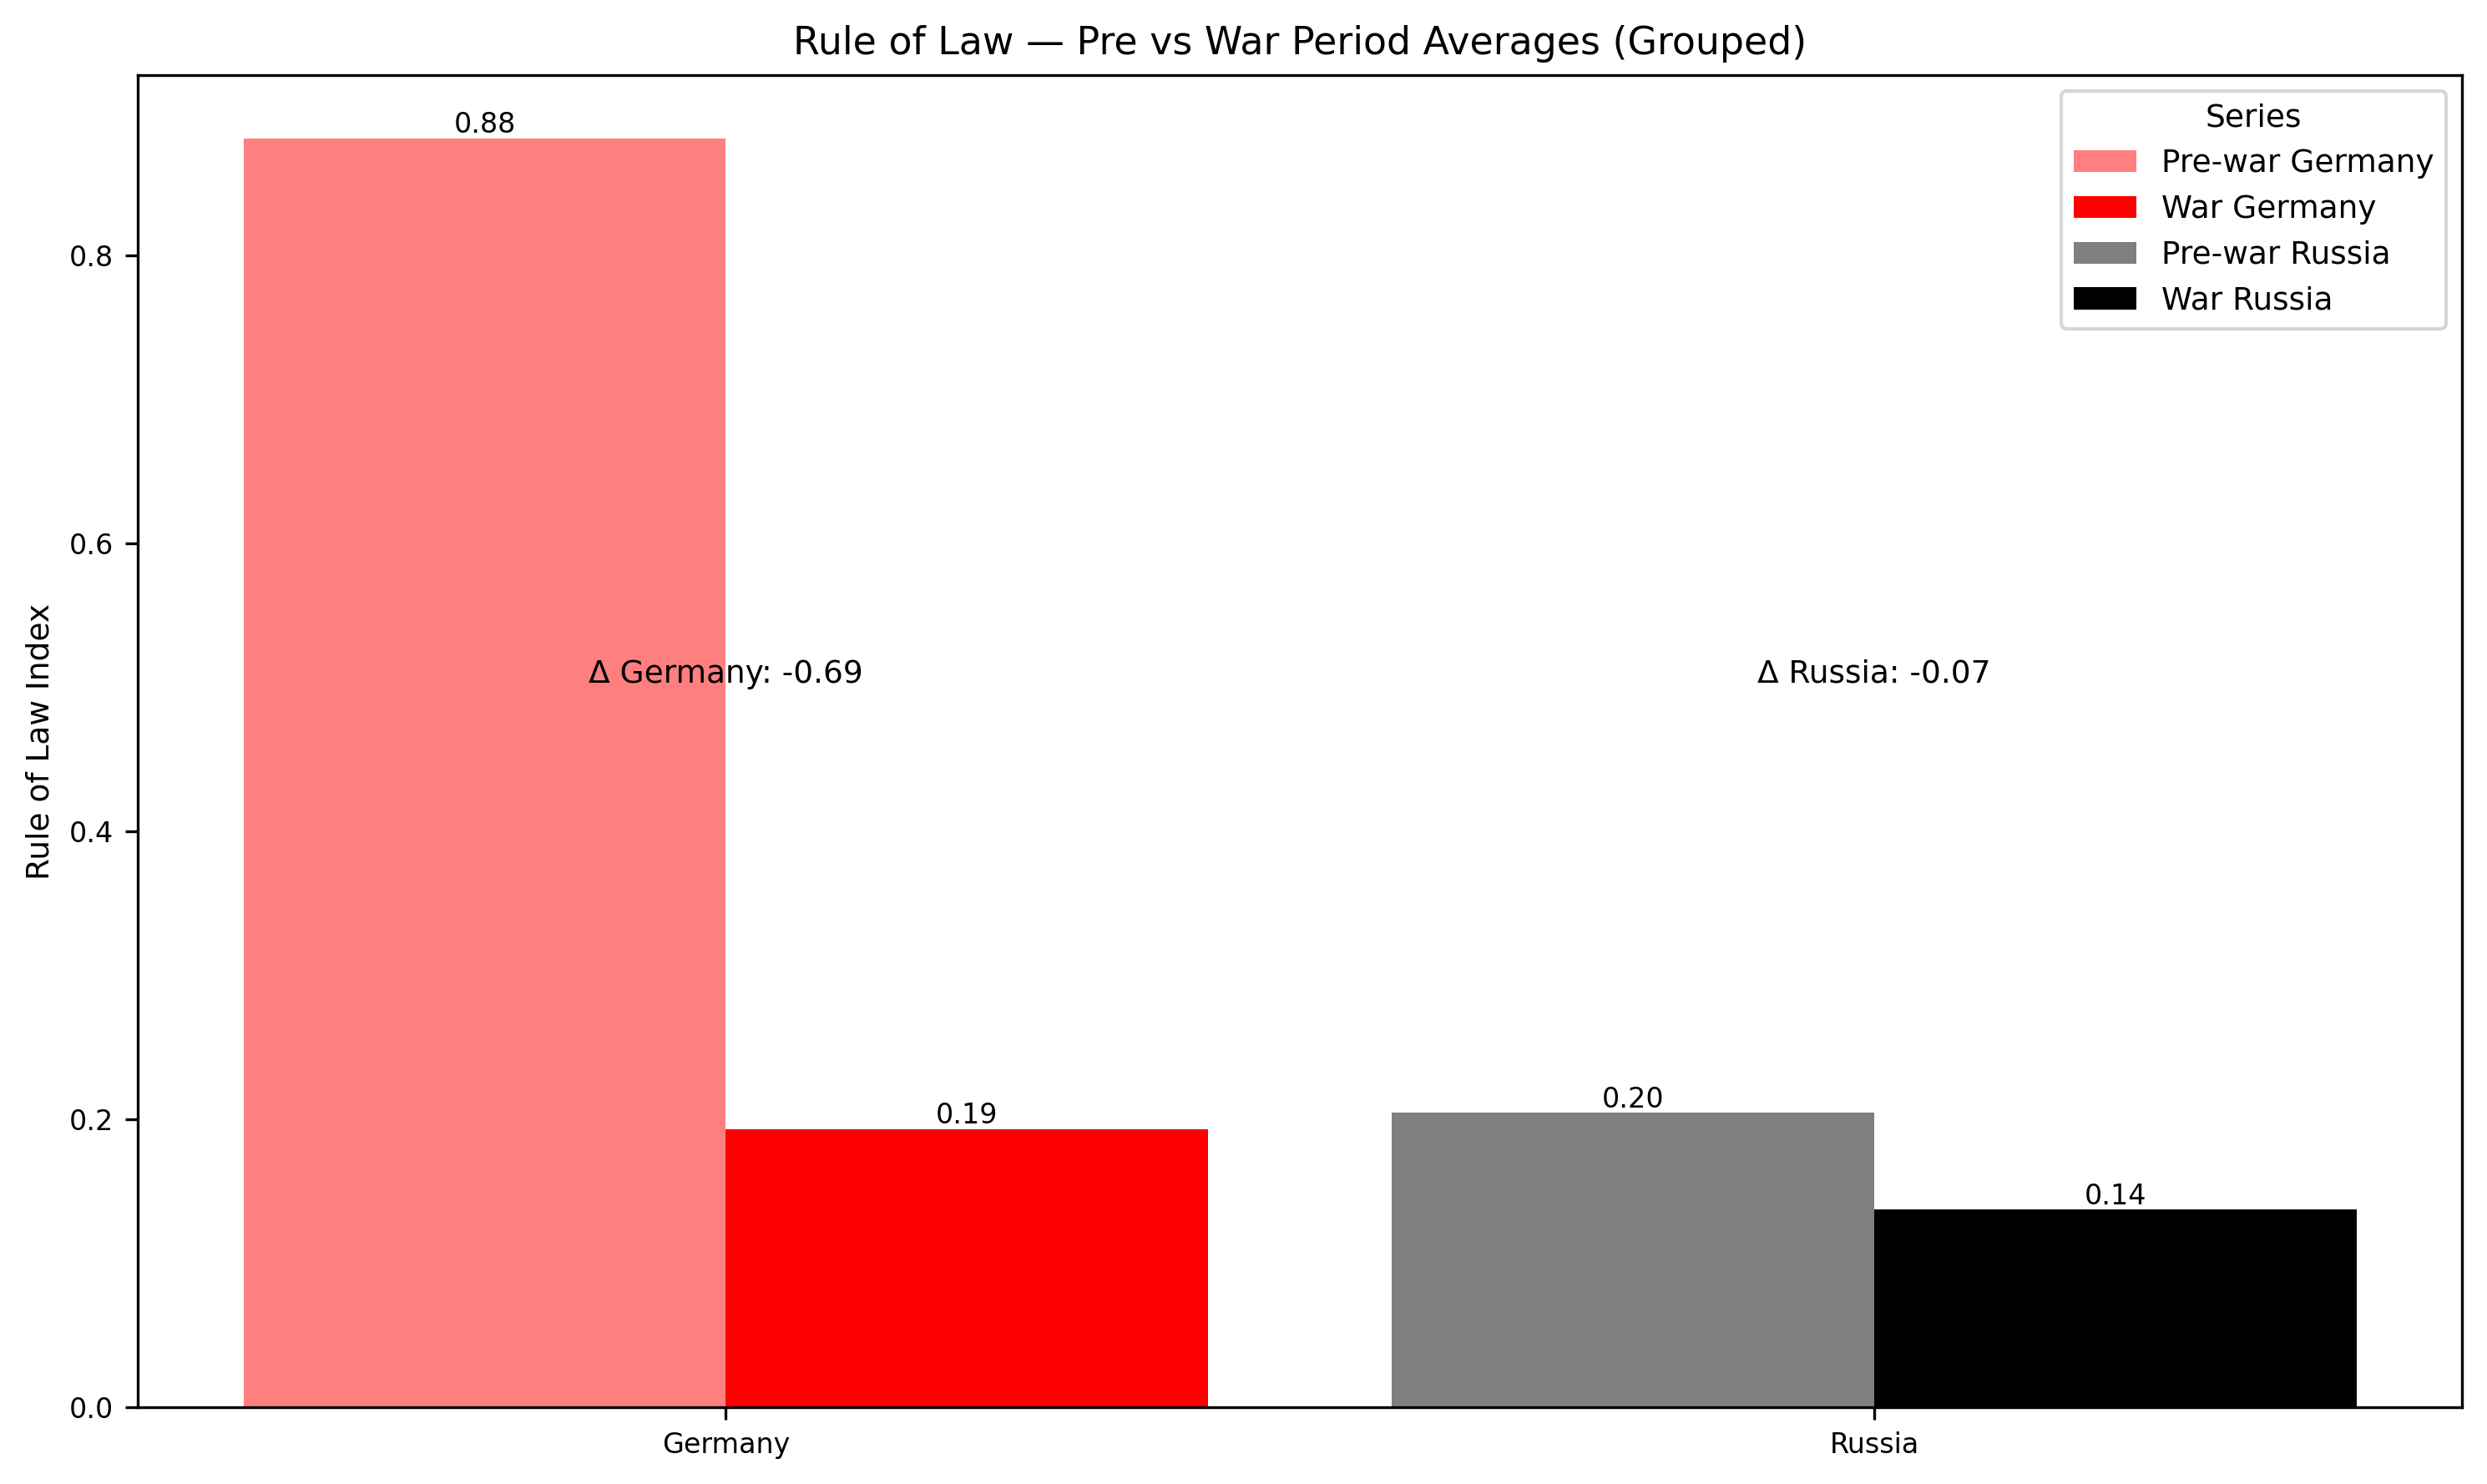 Rule of Law — Pre vs War Period Averages (Grouped)
Rule of Law Index
0.8
0.6
0.4
0.2
0.0
0.88
0.19
0.20
0.14
Δ Germany: -0.69
Δ Russia: -0.07
Series
Pre-war Germany
War Germany
Pre-war Russia
War Russia
Germany
Russia